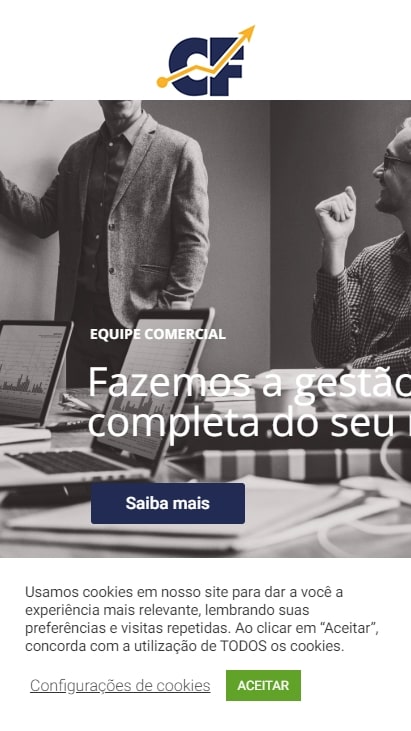 CF
EQUIPE COMERCIAL
Fazemos a gestão
completa do seu
Saiba mais
Usamos cookies em nosso site para dar a você a
experiência mais relevante, lembrando suas
preferências e visitas repetidas. Ao clicar em “Aceitar”,
concorda com a utilização de TODOS os cookies.
Configurações de cookies
ACEITAR